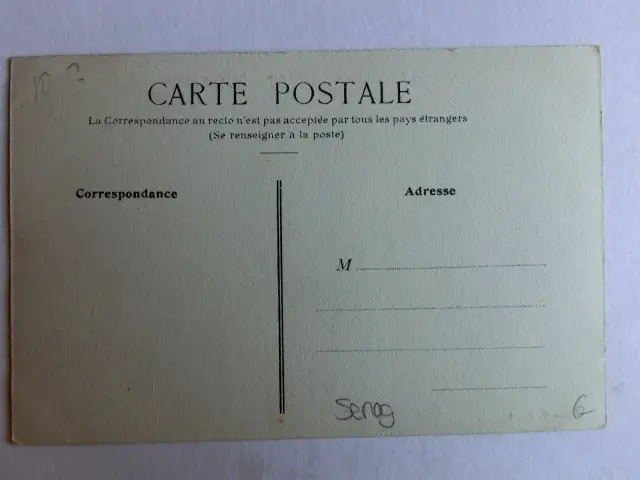 10 ?
CARTE POSTALE
La Correspondance au recto n'est pas acceptée par tous les pays étrangers
(Se renseigner à la poste)
Correspondance
Adresse
M
Senog
G